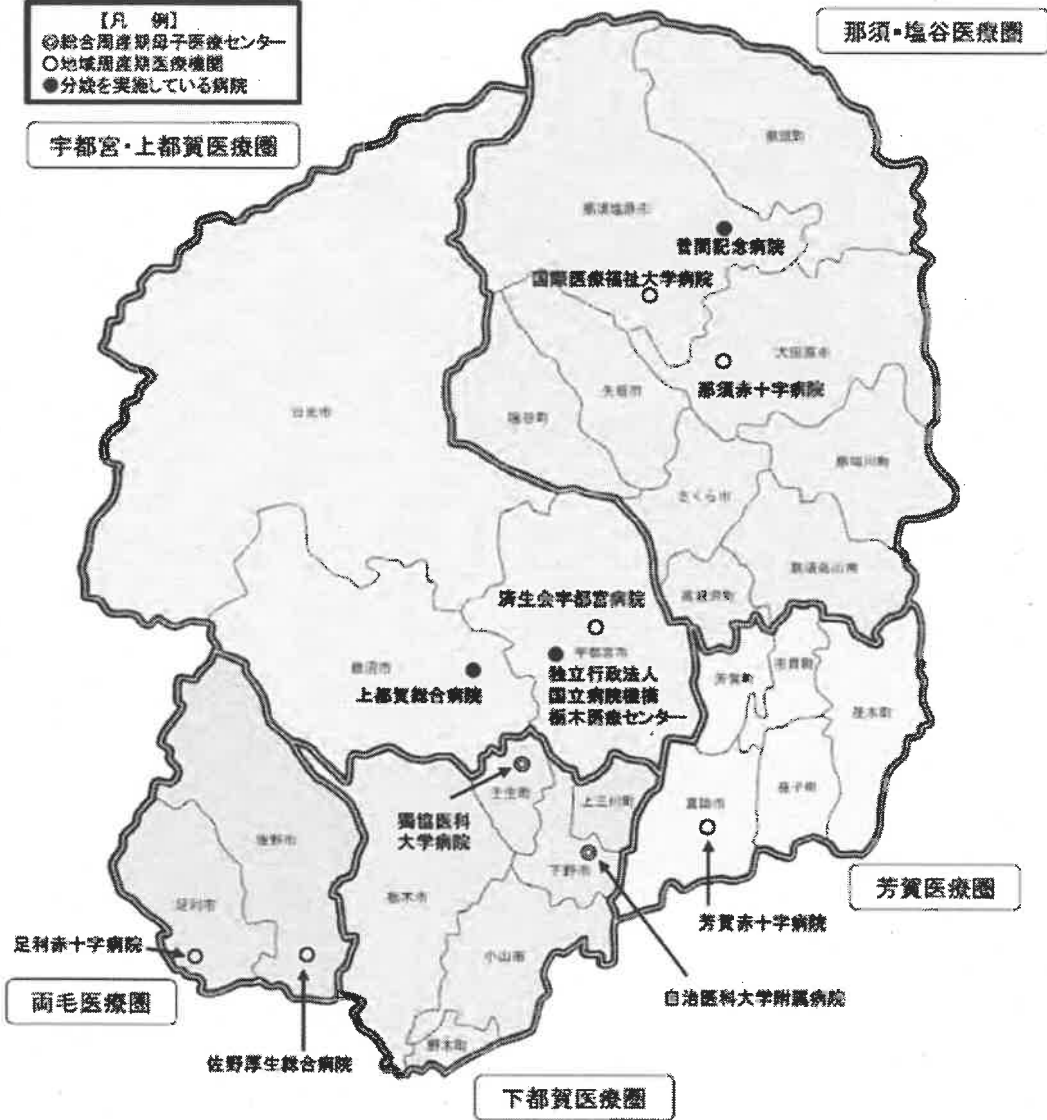 【凡　例】
◎総合周産期母子医療センター
○地域周産期医療機関
●分娩を実施している病院
那須・塩谷医療圏
宇都宮・上都賀医療圏
那須町
那須塩原市
菅間記念病院
国際医療福祉大学病院
大田原市
那須赤十字病院
矢板市
塩谷町
日光市
那珂川町
さくら市
那須烏山市
高根沢町
済生会宇都宮病院
宇都宮市
鹿沼市
上都賀総合病院
独立行政法人
国立病院機構
栃木医療センター
芳賀町
市貝町
茂木町
壬生町
上三川町
益子町
真岡市
獨協医科
大学病院
下野市
佐野市
栃木市
足利市
芳賀医療圏
芳賀赤十字病院
足利赤十字病院
小山市
自治医科大学附属病院
両毛医療圏
野木町
佐野厚生総合病院
下都賀医療圏